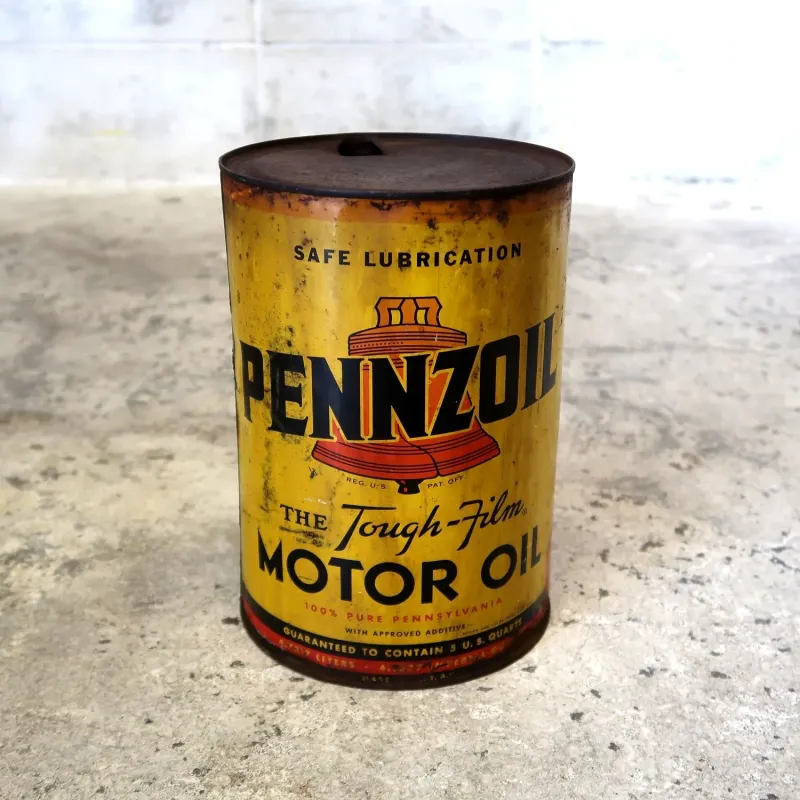 SAFE LUBRICATION
PENNZOIL
REG. U.S. PAT. OFF.
THE Tough-Film®
MOTOR OIL
100% PURE PENNSYLVANIA
WITH APPROVED ADDITIVE
GUARANTEED TO CONTAIN 5 U.S. QUARTS
LITERS